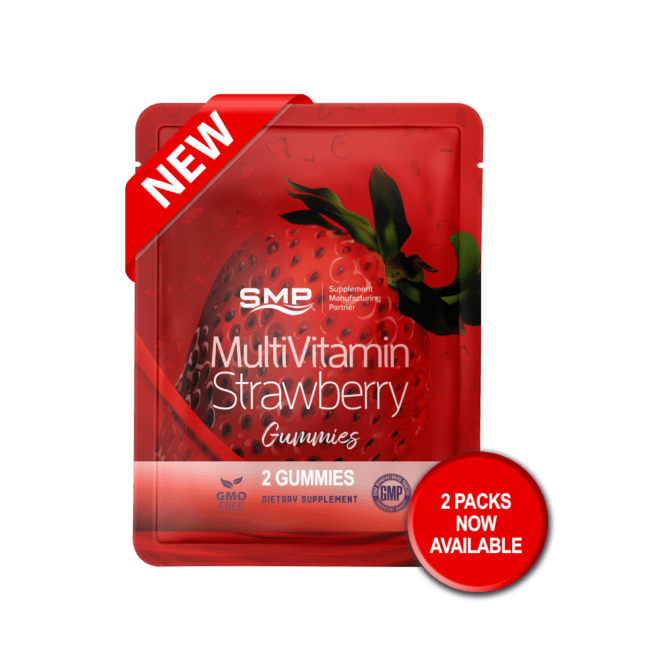 NEW
SMP
Supplement
Manufacturing
Partner
MultiVitamin
Strawberry
Gummies
2 GUMMIES
GMO
FREE
DIETARY SUPPLEMENT
GMP
2 PACKS
NOW
AVAILABLE